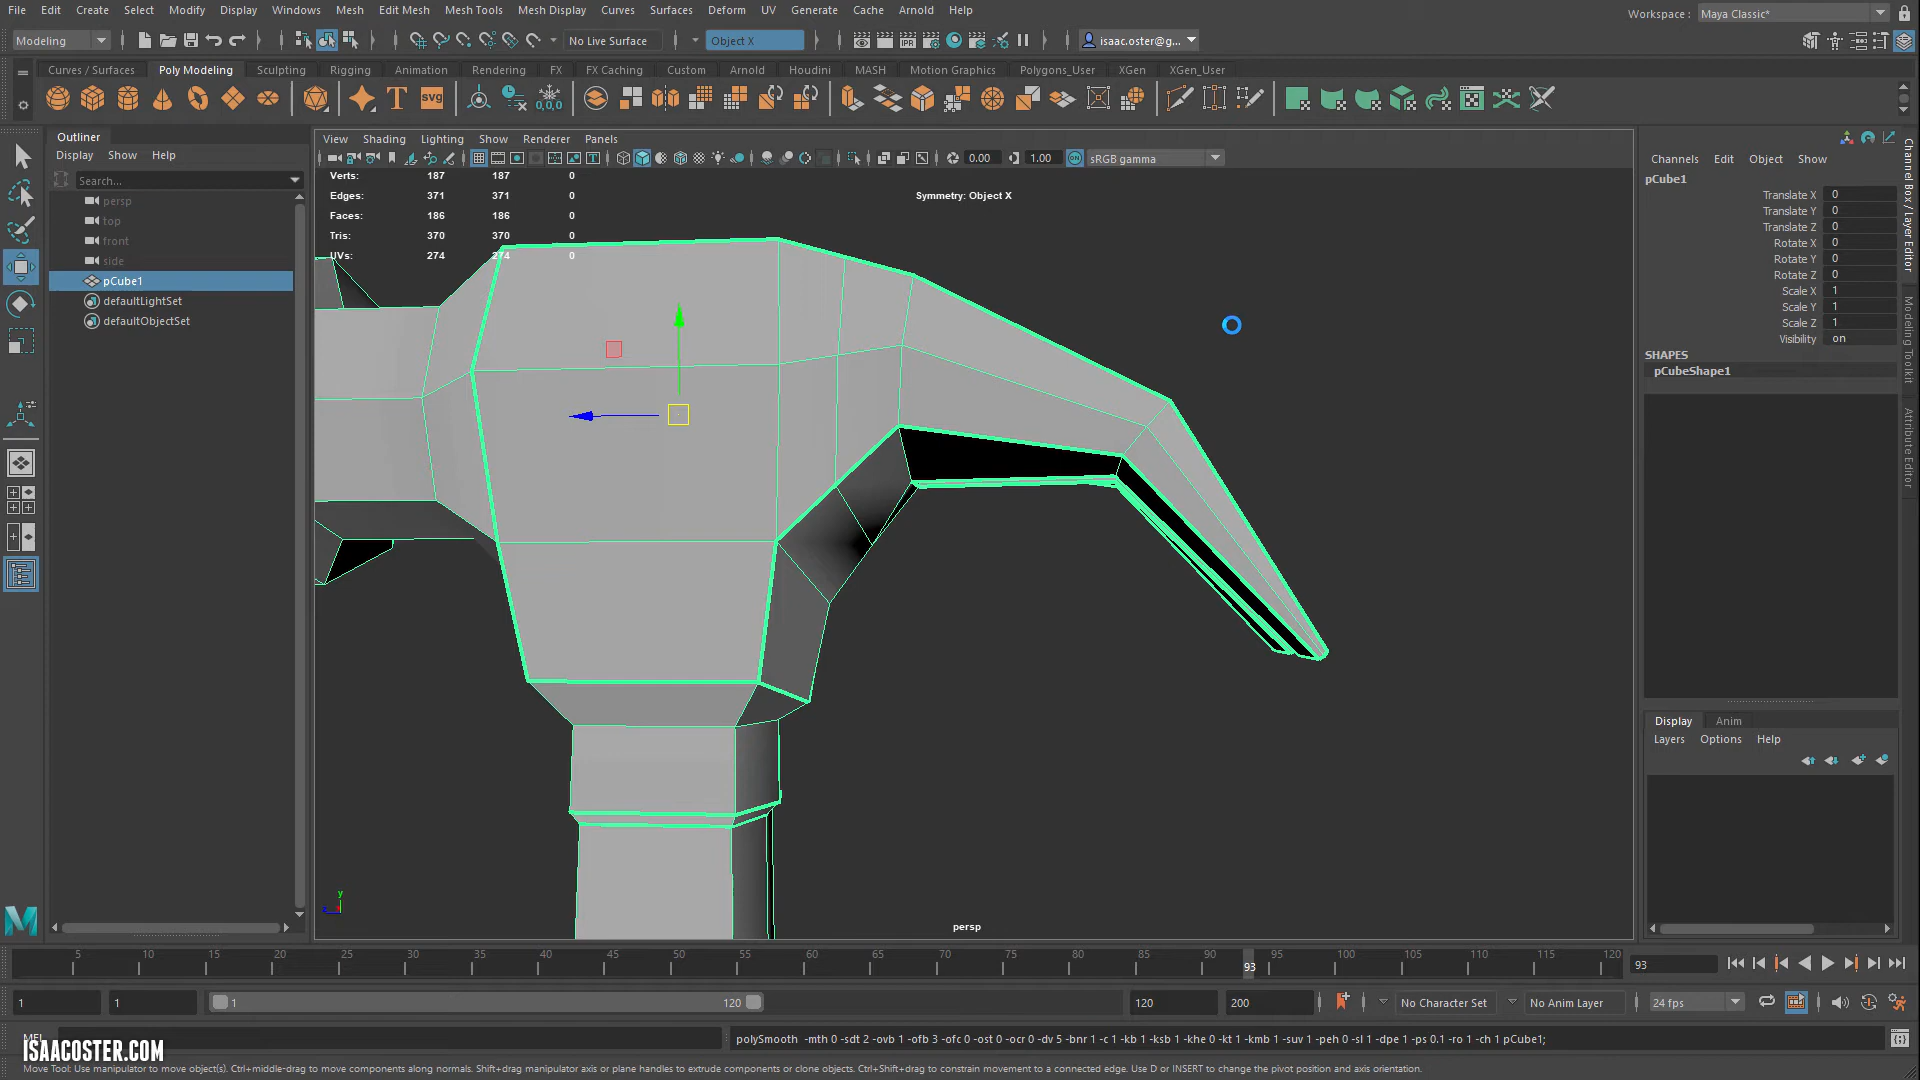 File Edit Create Select Modify Display Windows Mesh Edit Mesh Mesh Tools Mesh Display Curves Surfaces Deform UV Generate Cache Arnold Help
Workspace : Maya Classic*
Modeling No Live Surface Object X isaac.oster@g...
Curves / Surfaces Poly Modeling Sculpting Rigging Animation Rendering FX FX Caching Custom Arnold Houdini MASH Motion Graphics Polygons_User XGen XGen_User
T SVG 0,0,0
Outliner
Display Show Help
Search...
persp
top
front
side
pCube1
defaultLightSet
defaultObjectSet
View Shading Lighting Show Renderer Panels
0.00 1.00 sRGB gamma
Verts: 187 187 0
Edges: 371 371 0
Faces: 186 186 0
Tris: 370 370 0
UVs: 274 274 0
Symmetry: Object X
y
z
persp
Channels Edit Object Show
pCube1
Translate X 0
Translate Y 0
Translate Z 0
Rotate X 0
Rotate Y 0
Rotate Z 0
Scale X 1
Scale Y 1
Scale Z 1
Visibility on
SHAPES
pCubeShape1
Channel Box / Layer Editor
Modeling Toolkit
Attribute Editor
Display Anim
Layers Options Help
5 10 15 20 25 30 35 40 45 50 55 60 65 70 75 80 85 90 95 100 105 110 115 120
93
93
1 1 1 120 120 200 No Character Set No Anim Layer 24 fps
MEL
polySmooth -mth 0 -sdt 2 -ovb 1 -ofb 3 -ofc 0 -ost 0 -ocr 0 -dv 5 -bnr 1 -c 1 -kb 1 -ksb 1 -khe 0 -kt 1 -kmb 1 -suv 1 -peh 0 -sl 1 -dpe 1 -ps 0.1 -ro 1 -ch 1 pCube1;
ISAACOSTER.COM
Move Tool: Use manipulator to move object(s). Ctrl+middle-drag to move components along normals. Shift+drag manipulator axis or plane handles to extrude components or clone objects. Ctrl+Shift+drag to constrain movement to a connected edge. Use D or INSERT to change the pivot position and axis orientation.